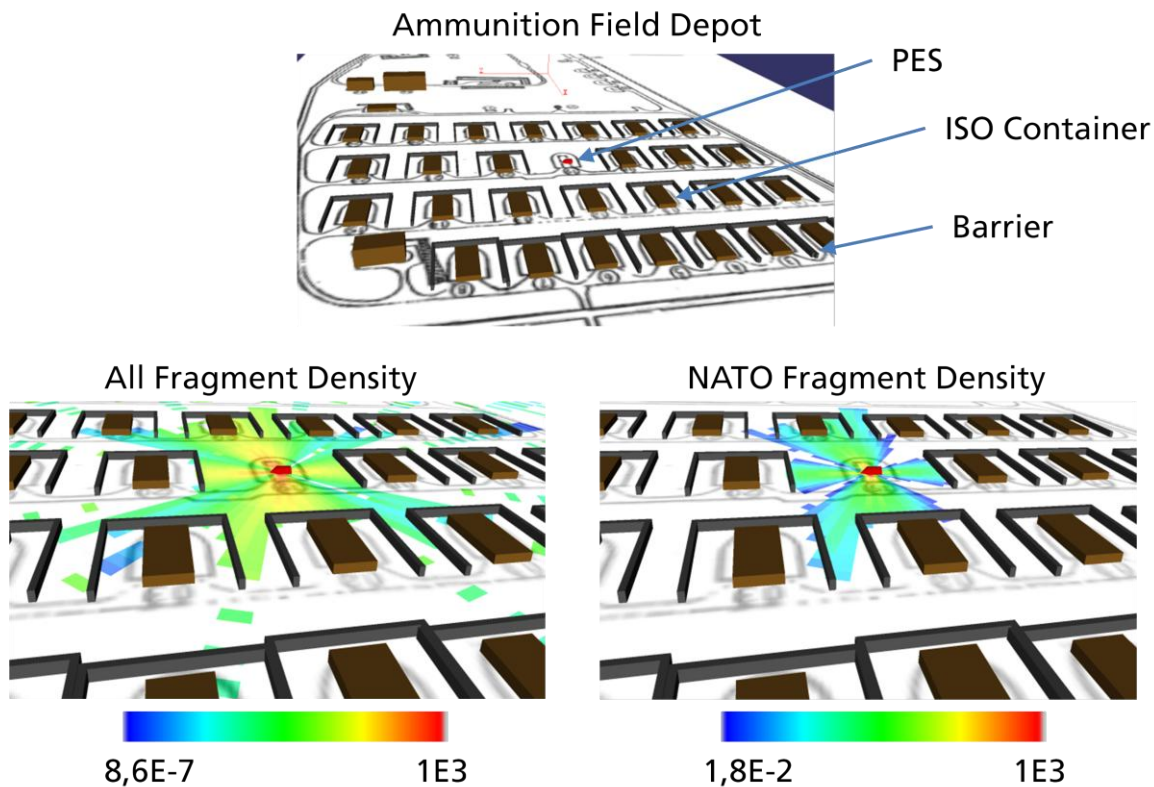 Ammunition Field Depot
PES
ISO Container
Barrier
All Fragment Density
NATO Fragment Density
8,6E-7
1E3
1,8E-2
1E3